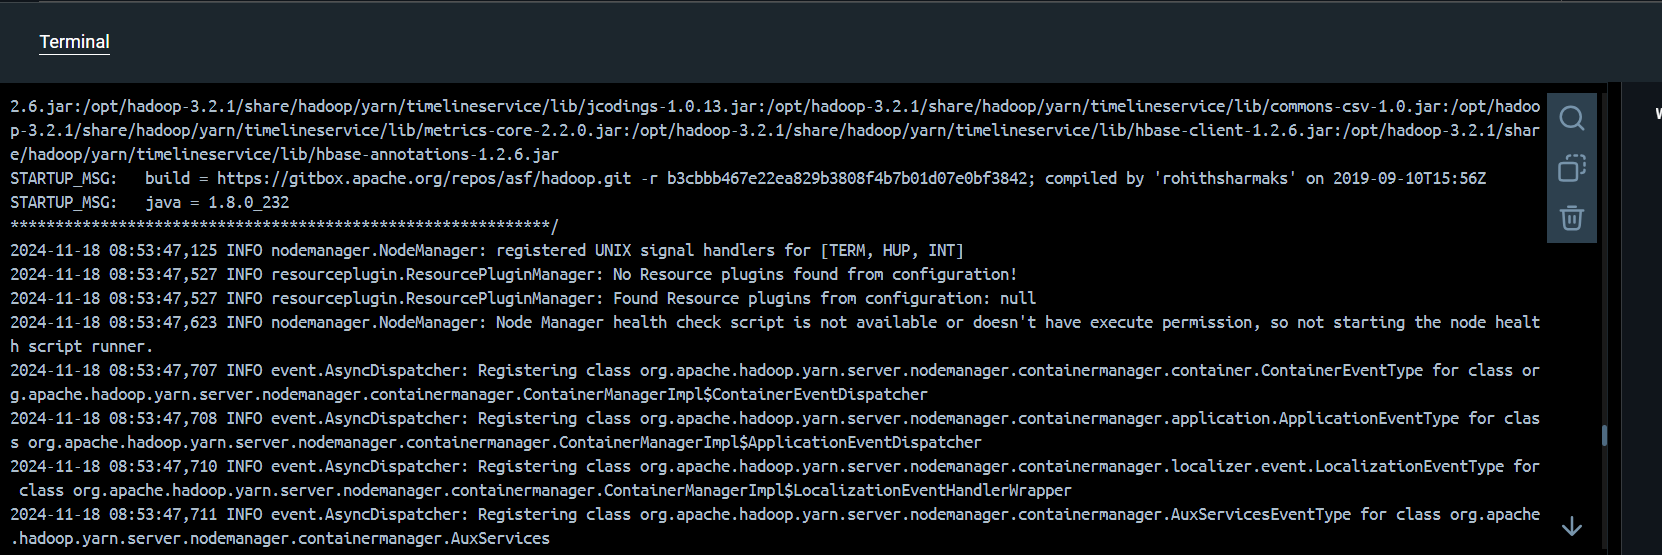 Terminal
2.6.jar:/opt/hadoop-3.2.1/share/hadoop/yarn/timelineservice/lib/jcodings-1.0.13.jar:/opt/hadoop-3.2.1/share/hadoop/yarn/timelineservice/lib/commons-csv-1.0.jar:/opt/hadoo
p-3.2.1/share/hadoop/yarn/timelineservice/lib/metrics-core-2.2.0.jar:/opt/hadoop-3.2.1/share/hadoop/yarn/timelineservice/lib/hbase-client-1.2.6.jar:/opt/hadoop-3.2.1/shar
e/hadoop/yarn/timelineservice/lib/hbase-annotations-1.2.6.jar
STARTUP_MSG:   build = https://gitbox.apache.org/repos/asf/hadoop.git -r b3cbbb467e22ea829b3808f4b7b01d07e0bf3842; compiled by 'rohithsharmaks' on 2019-09-10T15:56Z
STARTUP_MSG:   java = 1.8.0_232
************************************************************/
2024-11-18 08:53:47,125 INFO nodemanager.NodeManager: registered UNIX signal handlers for [TERM, HUP, INT]
2024-11-18 08:53:47,527 INFO resourceplugin.ResourcePluginManager: No Resource plugins found from configuration!
2024-11-18 08:53:47,527 INFO resourceplugin.ResourcePluginManager: Found Resource plugins from configuration: null
2024-11-18 08:53:47,623 INFO nodemanager.NodeManager: Node Manager health check script is not available or doesn't have execute permission, so not starting the node healt
h script runner.
2024-11-18 08:53:47,707 INFO event.AsyncDispatcher: Registering class org.apache.hadoop.yarn.server.nodemanager.containermanager.container.ContainerEventType for class or
g.apache.hadoop.yarn.server.nodemanager.containermanager.ContainerManagerImpl$ContainerEventDispatcher
2024-11-18 08:53:47,708 INFO event.AsyncDispatcher: Registering class org.apache.hadoop.yarn.server.nodemanager.containermanager.application.ApplicationEventType for clas
s org.apache.hadoop.yarn.server.nodemanager.containermanager.ContainerManagerImpl$ApplicationEventDispatcher
2024-11-18 08:53:47,710 INFO event.AsyncDispatcher: Registering class org.apache.hadoop.yarn.server.nodemanager.containermanager.localizer.event.LocalizationEventType for
 class org.apache.hadoop.yarn.server.nodemanager.containermanager.ContainerManagerImpl$LocalizationEventHandlerWrapper
2024-11-18 08:53:47,711 INFO event.AsyncDispatcher: Registering class org.apache.hadoop.yarn.server.nodemanager.containermanager.AuxServicesEventType for class org.apache
.hadoop.yarn.server.nodemanager.containermanager.AuxServices